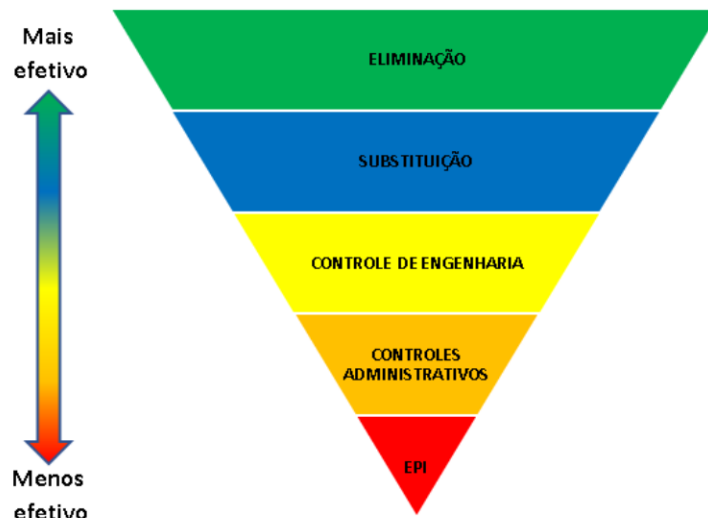 Mais
efetivo
ELIMINAÇÃO
SUBSTITUIÇÃO
CONTROLE DE ENGENHARIA
CONTROLES
ADMINISTRATIVOS
EPI
Menos
efetivo